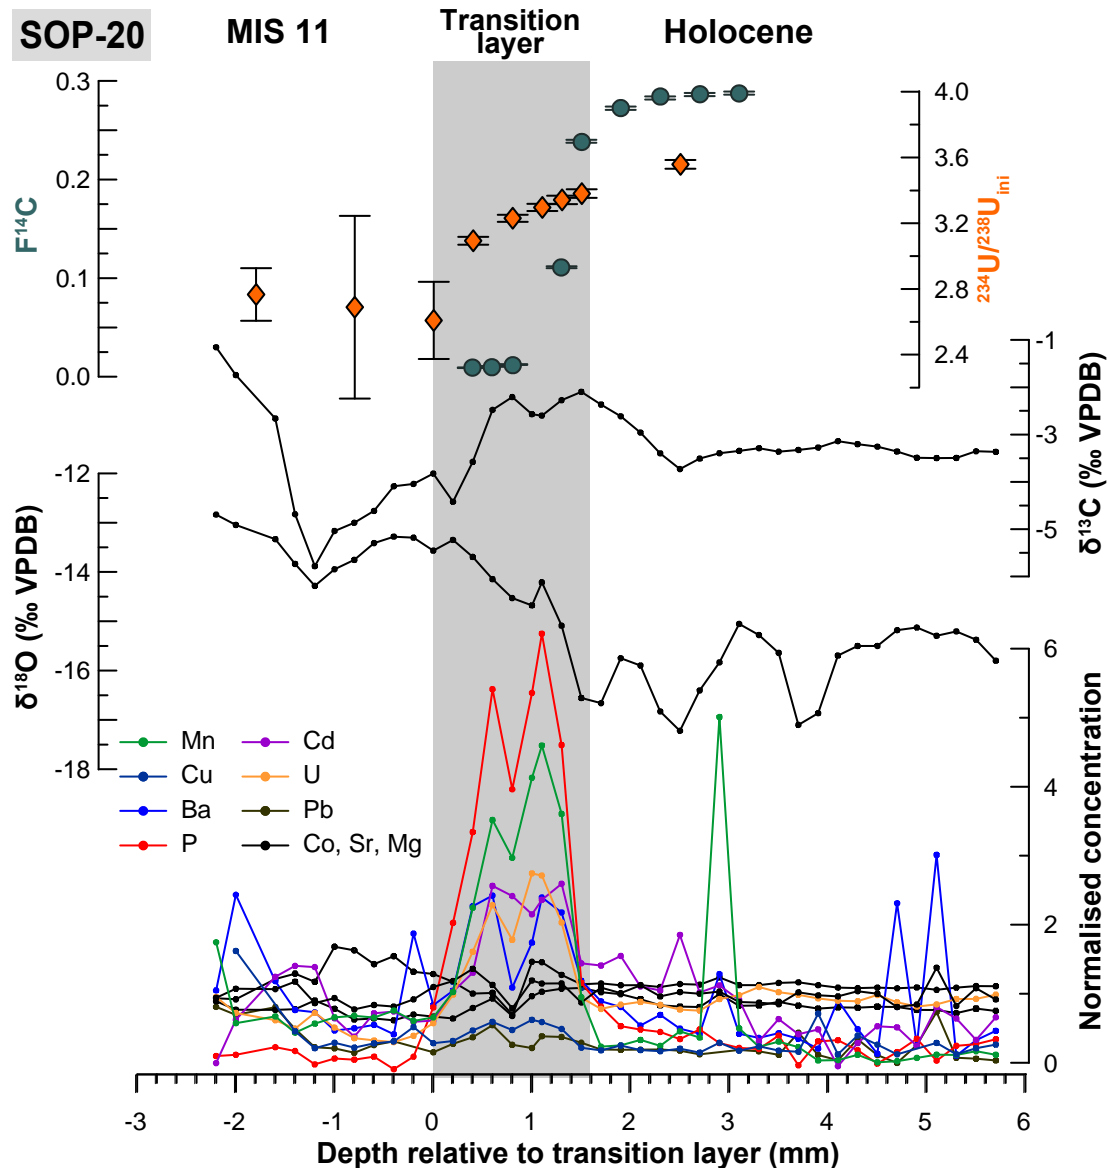 SOP-20
MIS 11
Transition
layer
Holocene
0.3
0.2
0.1
0.0
F¹⁴C
4.0
3.6
3.2
2.8
2.4
²³⁴U/²³⁸Uᵢₙᵢ
-1
-3
-5
δ¹³C (‰ VPDB)
-12
-14
-16
-18
δ¹⁸O (‰ VPDB)
Mn
Cu
Ba
P
Cd
U
Pb
Co, Sr, Mg
6
4
2
0
Normalised concentration
-3 -2 -1 0 1 2 3 4 5 6
Depth relative to transition layer (mm)